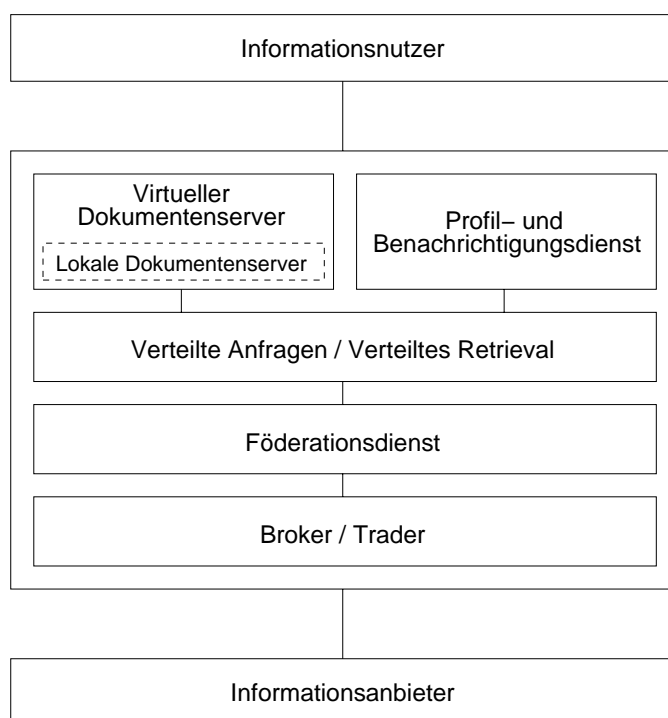 Informationsnutzer
Virtueller
Dokumentenserver
Lokale Dokumentenserver
Profil− und
Benachrichtigungsdienst
Verteilte Anfragen / Verteiltes Retrieval
Föderationsdienst
Broker / Trader
Informationsanbieter